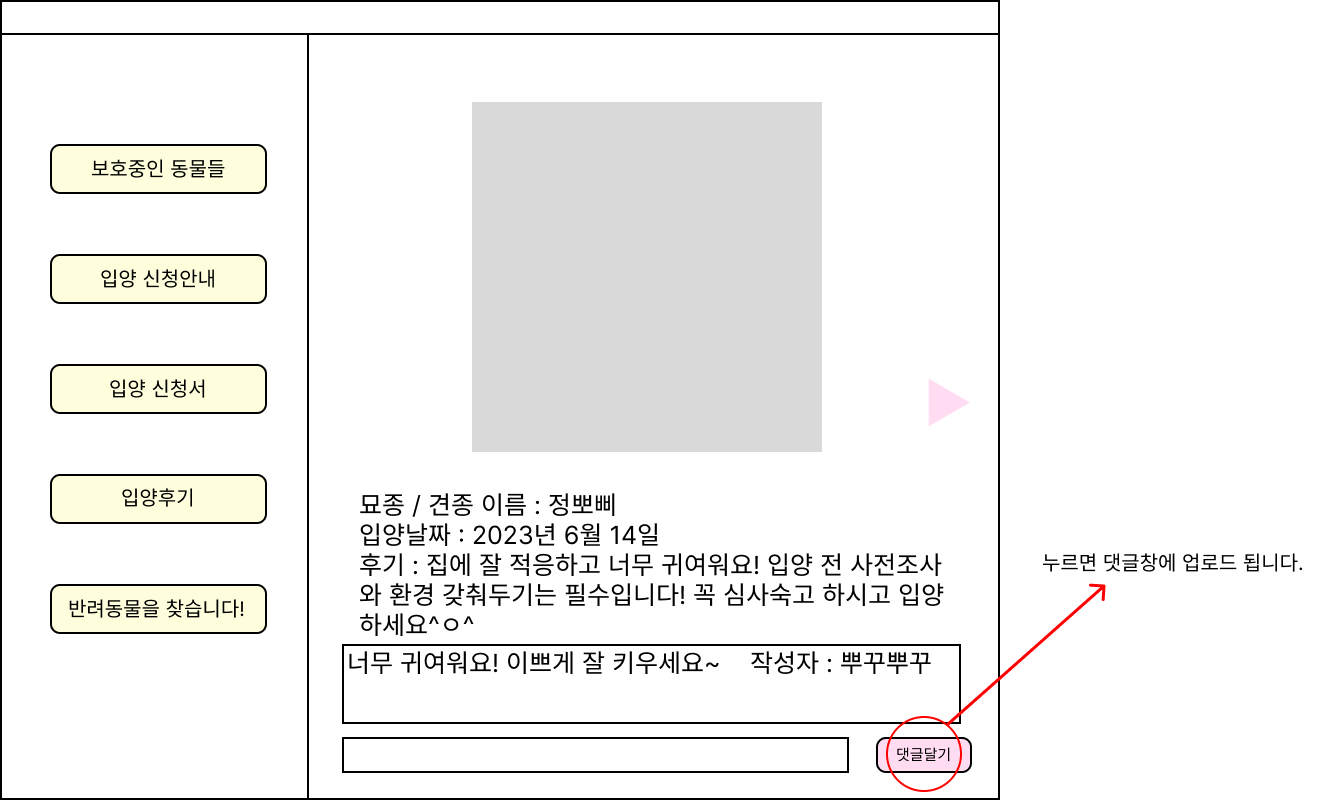 보호중인 동물들
입양 신청안내
입양 신청서
입양후기
반려동물을 찾습니다!
묘종 / 견종 이름 : 정뽀삐
입양날짜 : 2023년 6월 14일
후기 : 집에 잘 적응하고 너무 귀여워요! 입양 전 사전조사
와 환경 갖춰두기는 필수입니다! 꼭 심사숙고 하시고 입양
하세요^ㅇ^
너무 귀여워요! 이쁘게 잘 키우세요~ 작성자 : 뿌꾸뿌꾸
댓글달기
누르면 댓글창에 업로드 됩니다.